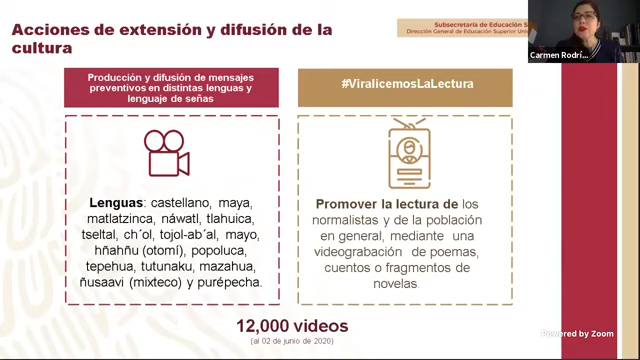 Acciones de extensión y difusión de la
cultura
Subsecretaría de Educación S
Dirección General de Educación Superior
Carmen Rodrí...
Producción y difusión de mensajes
preventivos en distintas lenguas y
lenguaje de señas
Lenguas: castellano, maya,
matlatzinca, náwatl, tlahuica,
tseltal, ch´ol, tojol-ab´al, mayo,
hñahñu (otomí), popoluca,
tepehua, tutunaku, mazahua,
ñusaavi (mixteco) y purépecha.
#ViralicemosLaLectura
Promover la lectura de los
normalistas y de la población
en general, mediante una
videograbación de poemas,
cuentos o fragmentos de
novelas.
12,000 videos
(al 02 de junio de 2020)
Powered by Zoom